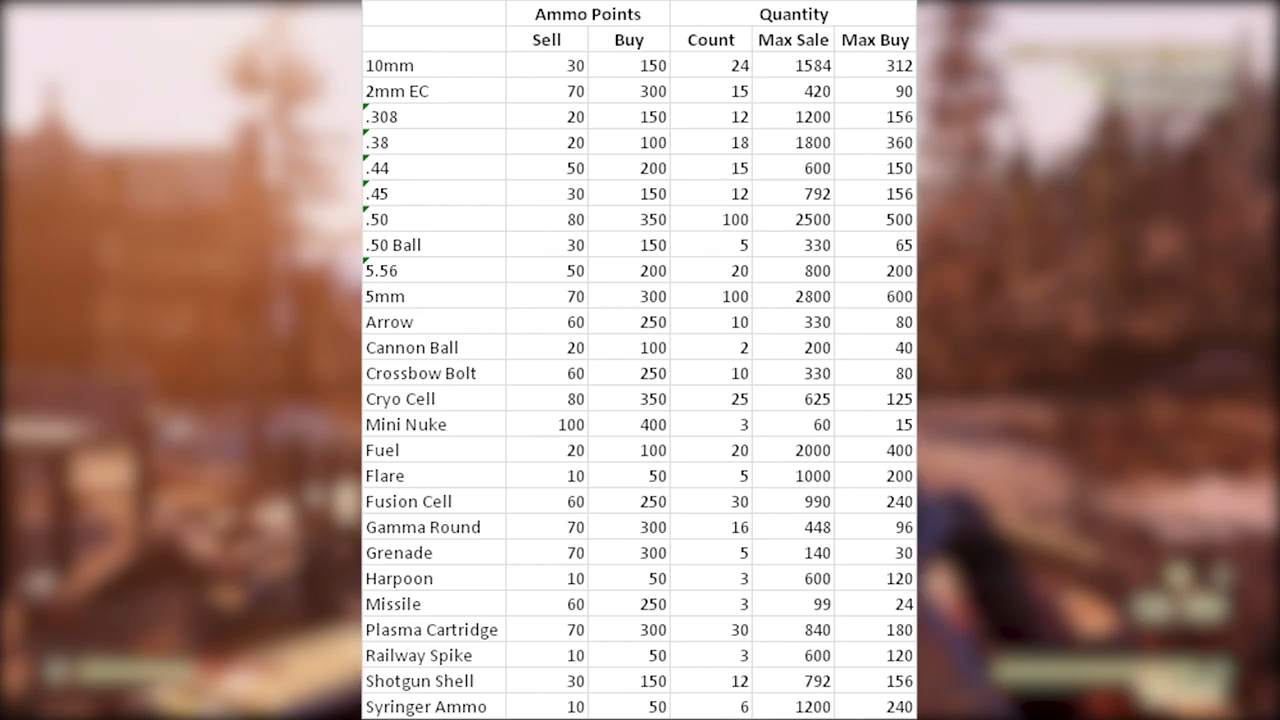 Ammo Points Quantity
Sell Buy Count Max Sale Max Buy
10mm 30 150 24 1584 312
2mm EC 70 300 15 420 90
.308 20 150 12 1200 156
.38 20 100 18 1800 360
.44 50 200 15 600 150
.45 30 150 12 792 156
.50 80 350 100 2500 500
.50 Ball 30 150 5 330 65
5.56 50 200 20 800 200
5mm 70 300 100 2800 600
Arrow 60 250 10 330 80
Cannon Ball 20 100 2 200 40
Crossbow Bolt 60 250 10 330 80
Cryo Cell 80 350 25 625 125
Mini Nuke 100 400 3 60 15
Fuel 20 100 20 2000 400
Flare 10 50 5 1000 200
Fusion Cell 60 250 30 990 240
Gamma Round 70 300 16 448 96
Grenade 70 300 5 140 30
Harpoon 10 50 3 600 120
Missile 60 250 3 99 24
Plasma Cartridge 70 300 30 840 180
Railway Spike 10 50 3 600 120
Shotgun Shell 30 150 12 792 156
Syringer Ammo 10 50 6 1200 240